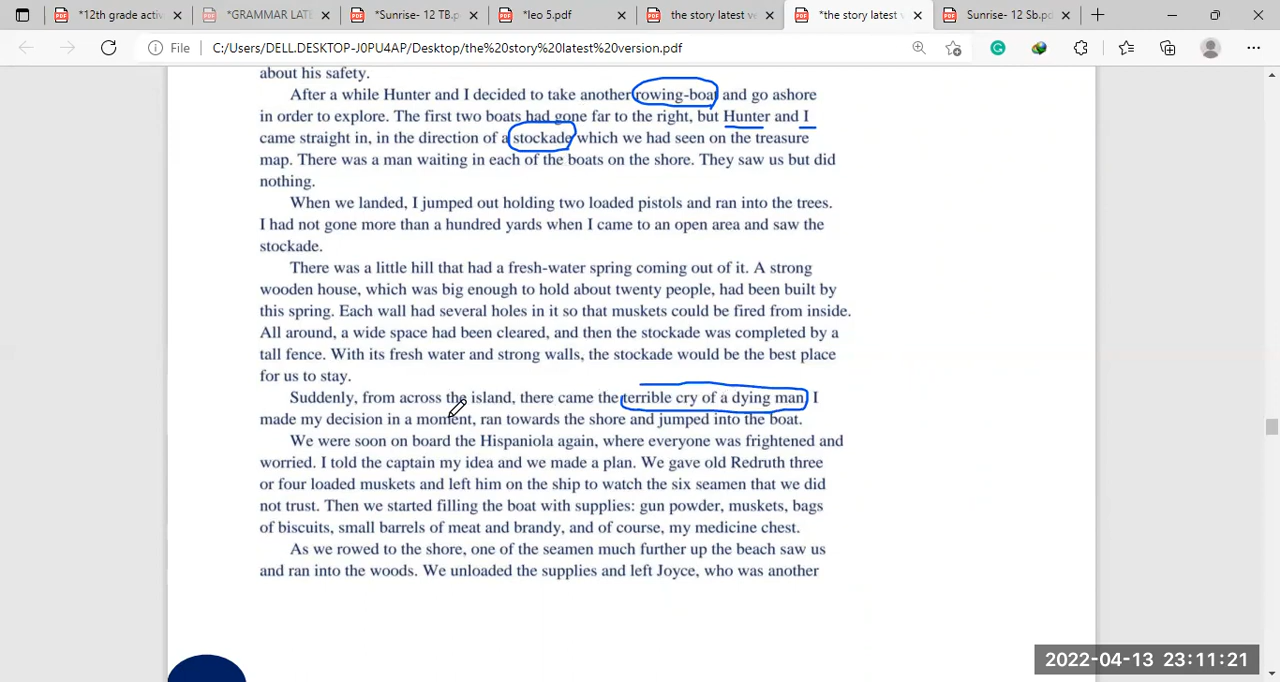 *12th grade activ
*GRAMMAR LATE
*Sunrise- 12 TB.p
*leo 5.pdf
the story latest ve
*the story latest v
Sunrise- 12 Sb.pd
File
C:/Users/DELL.DESKTOP-J0PU4AP/Desktop/the%20story%20latest%20version.pdf
about his safety.
After a while Hunter and I decided to take another rowing-boat and go ashore
in order to explore. The first two boats had gone far to the right, but Hunter and I
came straight in, in the direction of a stockade which we had seen on the treasure
map. There was a man waiting in each of the boats on the shore. They saw us but did
nothing.
When we landed, I jumped out holding two loaded pistols and ran into the trees.
I had not gone more than a hundred yards when I came to an open area and saw the
stockade.
There was a little hill that had a fresh-water spring coming out of it. A strong
wooden house, which was big enough to hold about twenty people, had been built by
this spring. Each wall had several holes in it so that muskets could be fired from inside.
All around, a wide space had been cleared, and then the stockade was completed by a
tall fence. With its fresh water and strong walls, the stockade would be the best place
for us to stay.
Suddenly, from across the island, there came the terrible cry of a dying man. I
made my decision in a moment, ran towards the shore and jumped into the boat.
We were soon on board the Hispaniola again, where everyone was frightened and
worried. I told the captain my idea and we made a plan. We gave old Redruth three
or four loaded muskets and left him on the ship to watch the six seamen that we did
not trust. Then we started filling the boat with supplies: gun powder, muskets, bags
of biscuits, small barrels of meat and brandy, and of course, my medicine chest.
As we rowed to the shore, one of the seamen much further up the beach saw us
and ran into the woods. We unloaded the supplies and left Joyce, who was another
2022-04-13 23:11:21